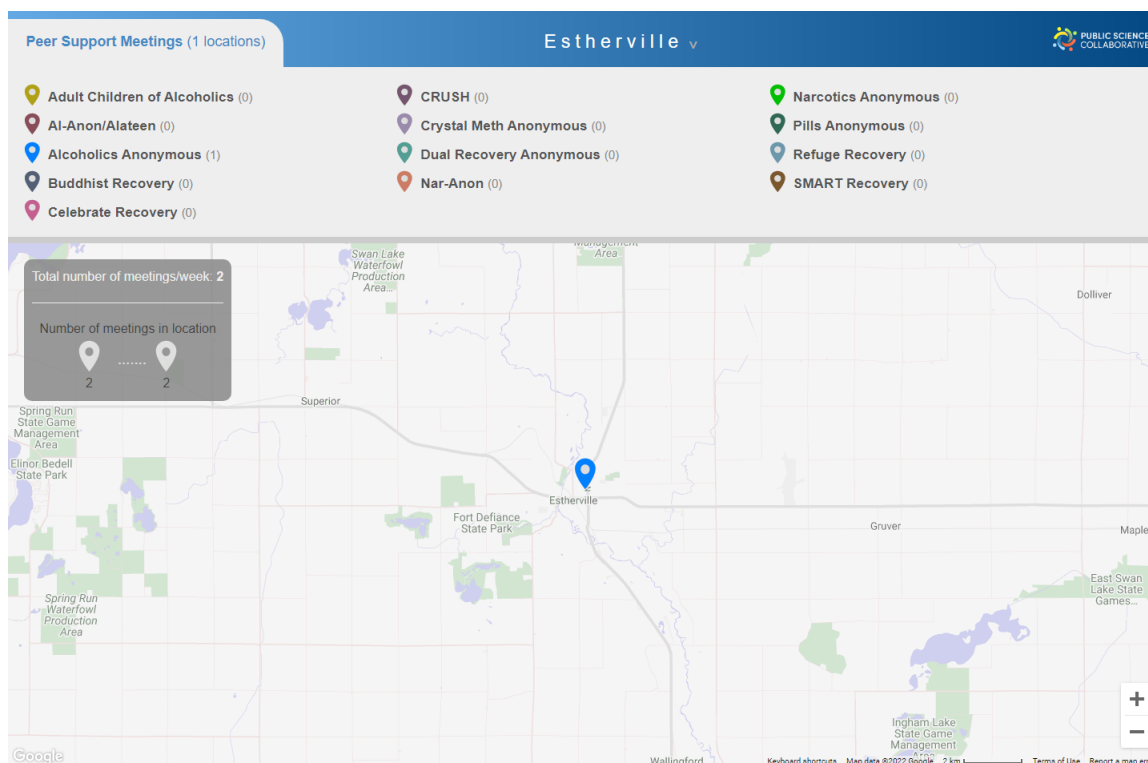 Peer Support Meetings (1 locations)
Estherville v
PUBLIC SCIENCE
COLLABORATIVE
Adult Children of Alcoholics (0)
Al-Anon/Alateen (0)
Alcoholics Anonymous (1)
Buddhist Recovery (0)
Celebrate Recovery (0)
CRUSH (0)
Crystal Meth Anonymous (0)
Dual Recovery Anonymous (0)
Nar-Anon (0)
Narcotics Anonymous (0)
Pills Anonymous (0)
Refuge Recovery (0)
SMART Recovery (0)
Total number of meetings/week: 2
Number of meetings in location
.......
2
2
Management
Area
Swan Lake
Waterfowl
Production
Area...
Dolliver
Superior
Spring Run
State Game
Management
Area
Elinor Bedell
State Park
Estherville
Fort Defiance
State Park
Gruver
Maple
East Swan
Lake State
Games...
Spring Run
Waterfowl
Production
Area
Ingham Lake
State Game
Management
Area
Wallingford
+
−
Google
Keyboard shortcuts
Map data ©2022 Google
2 km
Terms of Use
Report a map er